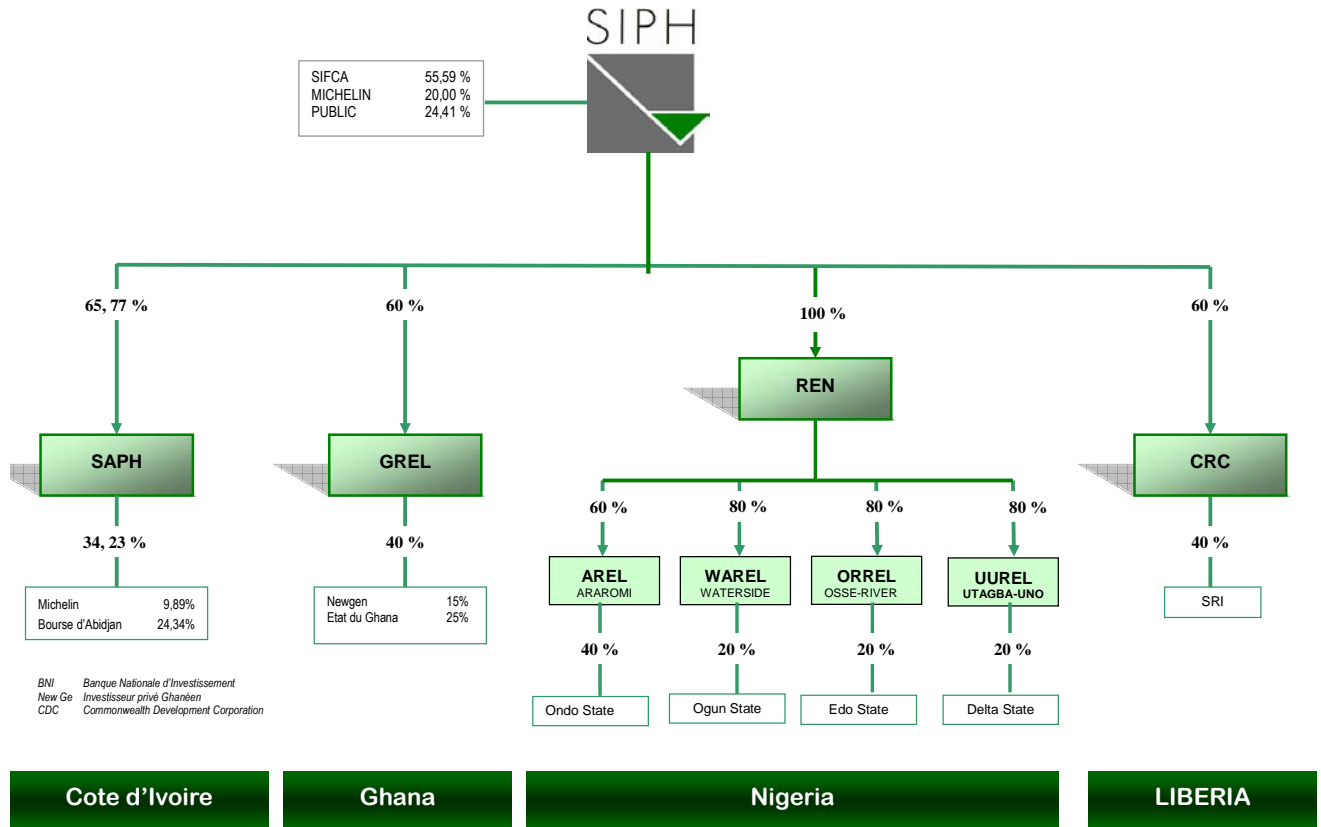 SIPH
SIFCA 55,59 %
MICHELIN 20,00 %
PUBLIC 24,41 %
65, 77 %
60 %
100 %
60 %
REN
SAPH
GREL
CRC
60 %
80 %
80 %
80 %
34, 23 %
40 %
40 %
AREL
ARAROMI
WAREL
WATERSIDE
ORREL
OSSE-RIVER
UUREL
UTAGBA-UNO
Michelin 9,89%
Bourse d'Abidjan 24,34%
Newgen 15%
Etat du Ghana 25%
SRI
40 %
20 %
20 %
20 %
Ondo State
Ogun State
Edo State
Delta State
BNI Banque Nationale d'Investissement
New Ge Investisseur privé Ghanéen
CDC Commonwealth Development Corporation
Cote d'Ivoire
Ghana
Nigeria
LIBERIA